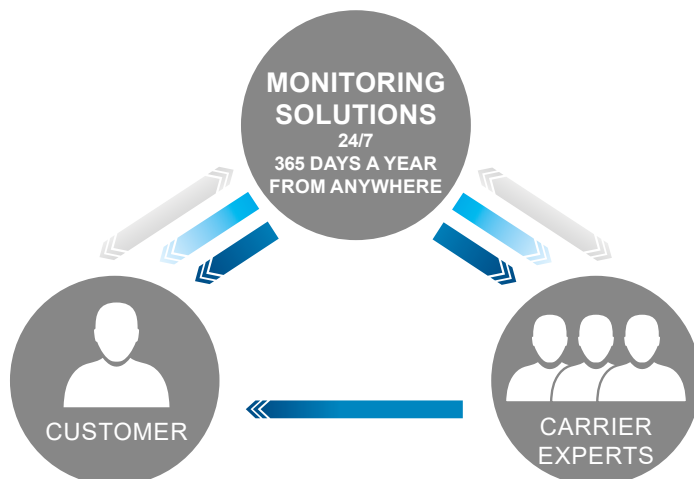 MONITORING
SOLUTIONS
24/7
365 DAYS A YEAR
FROM ANYWHERE
CUSTOMER
CARRIER
EXPERTS